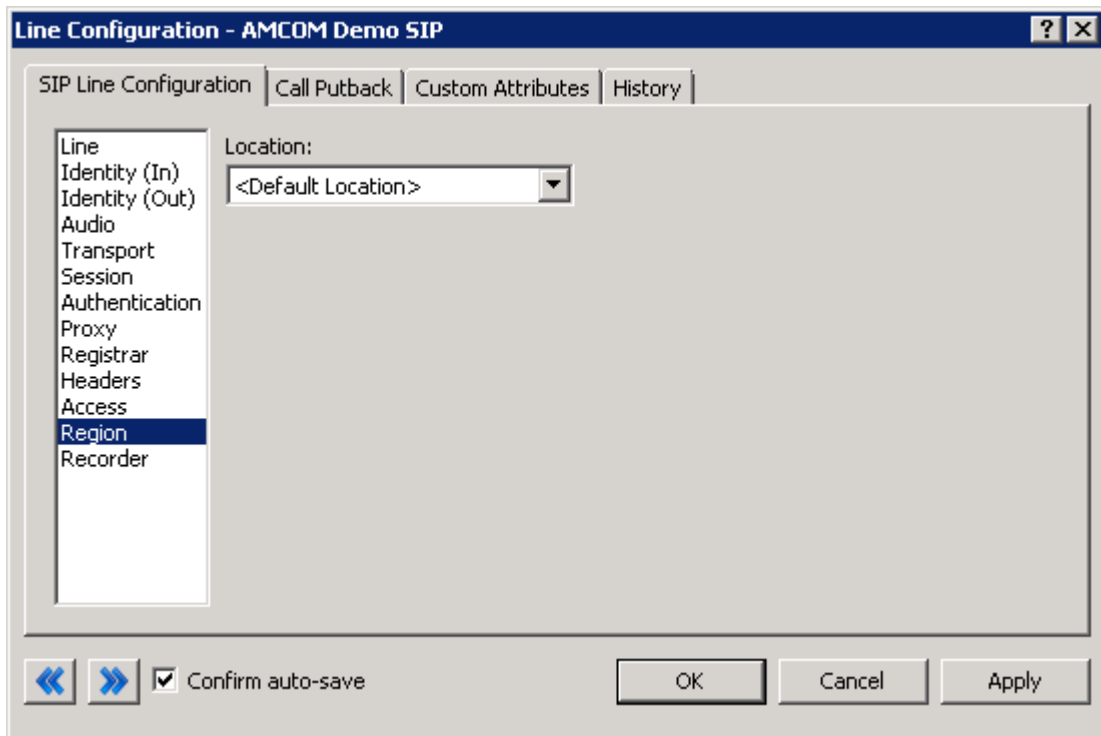 Line Configuration - AMCOM Demo SIP
SIP Line Configuration
Call Putback
Custom Attributes
History
Line
Identity (In)
Identity (Out)
Audio
Transport
Session
Authentication
Proxy
Registrar
Headers
Access
Region
Recorder
Location:
<Default Location>
Confirm auto-save
OK
Cancel
Apply